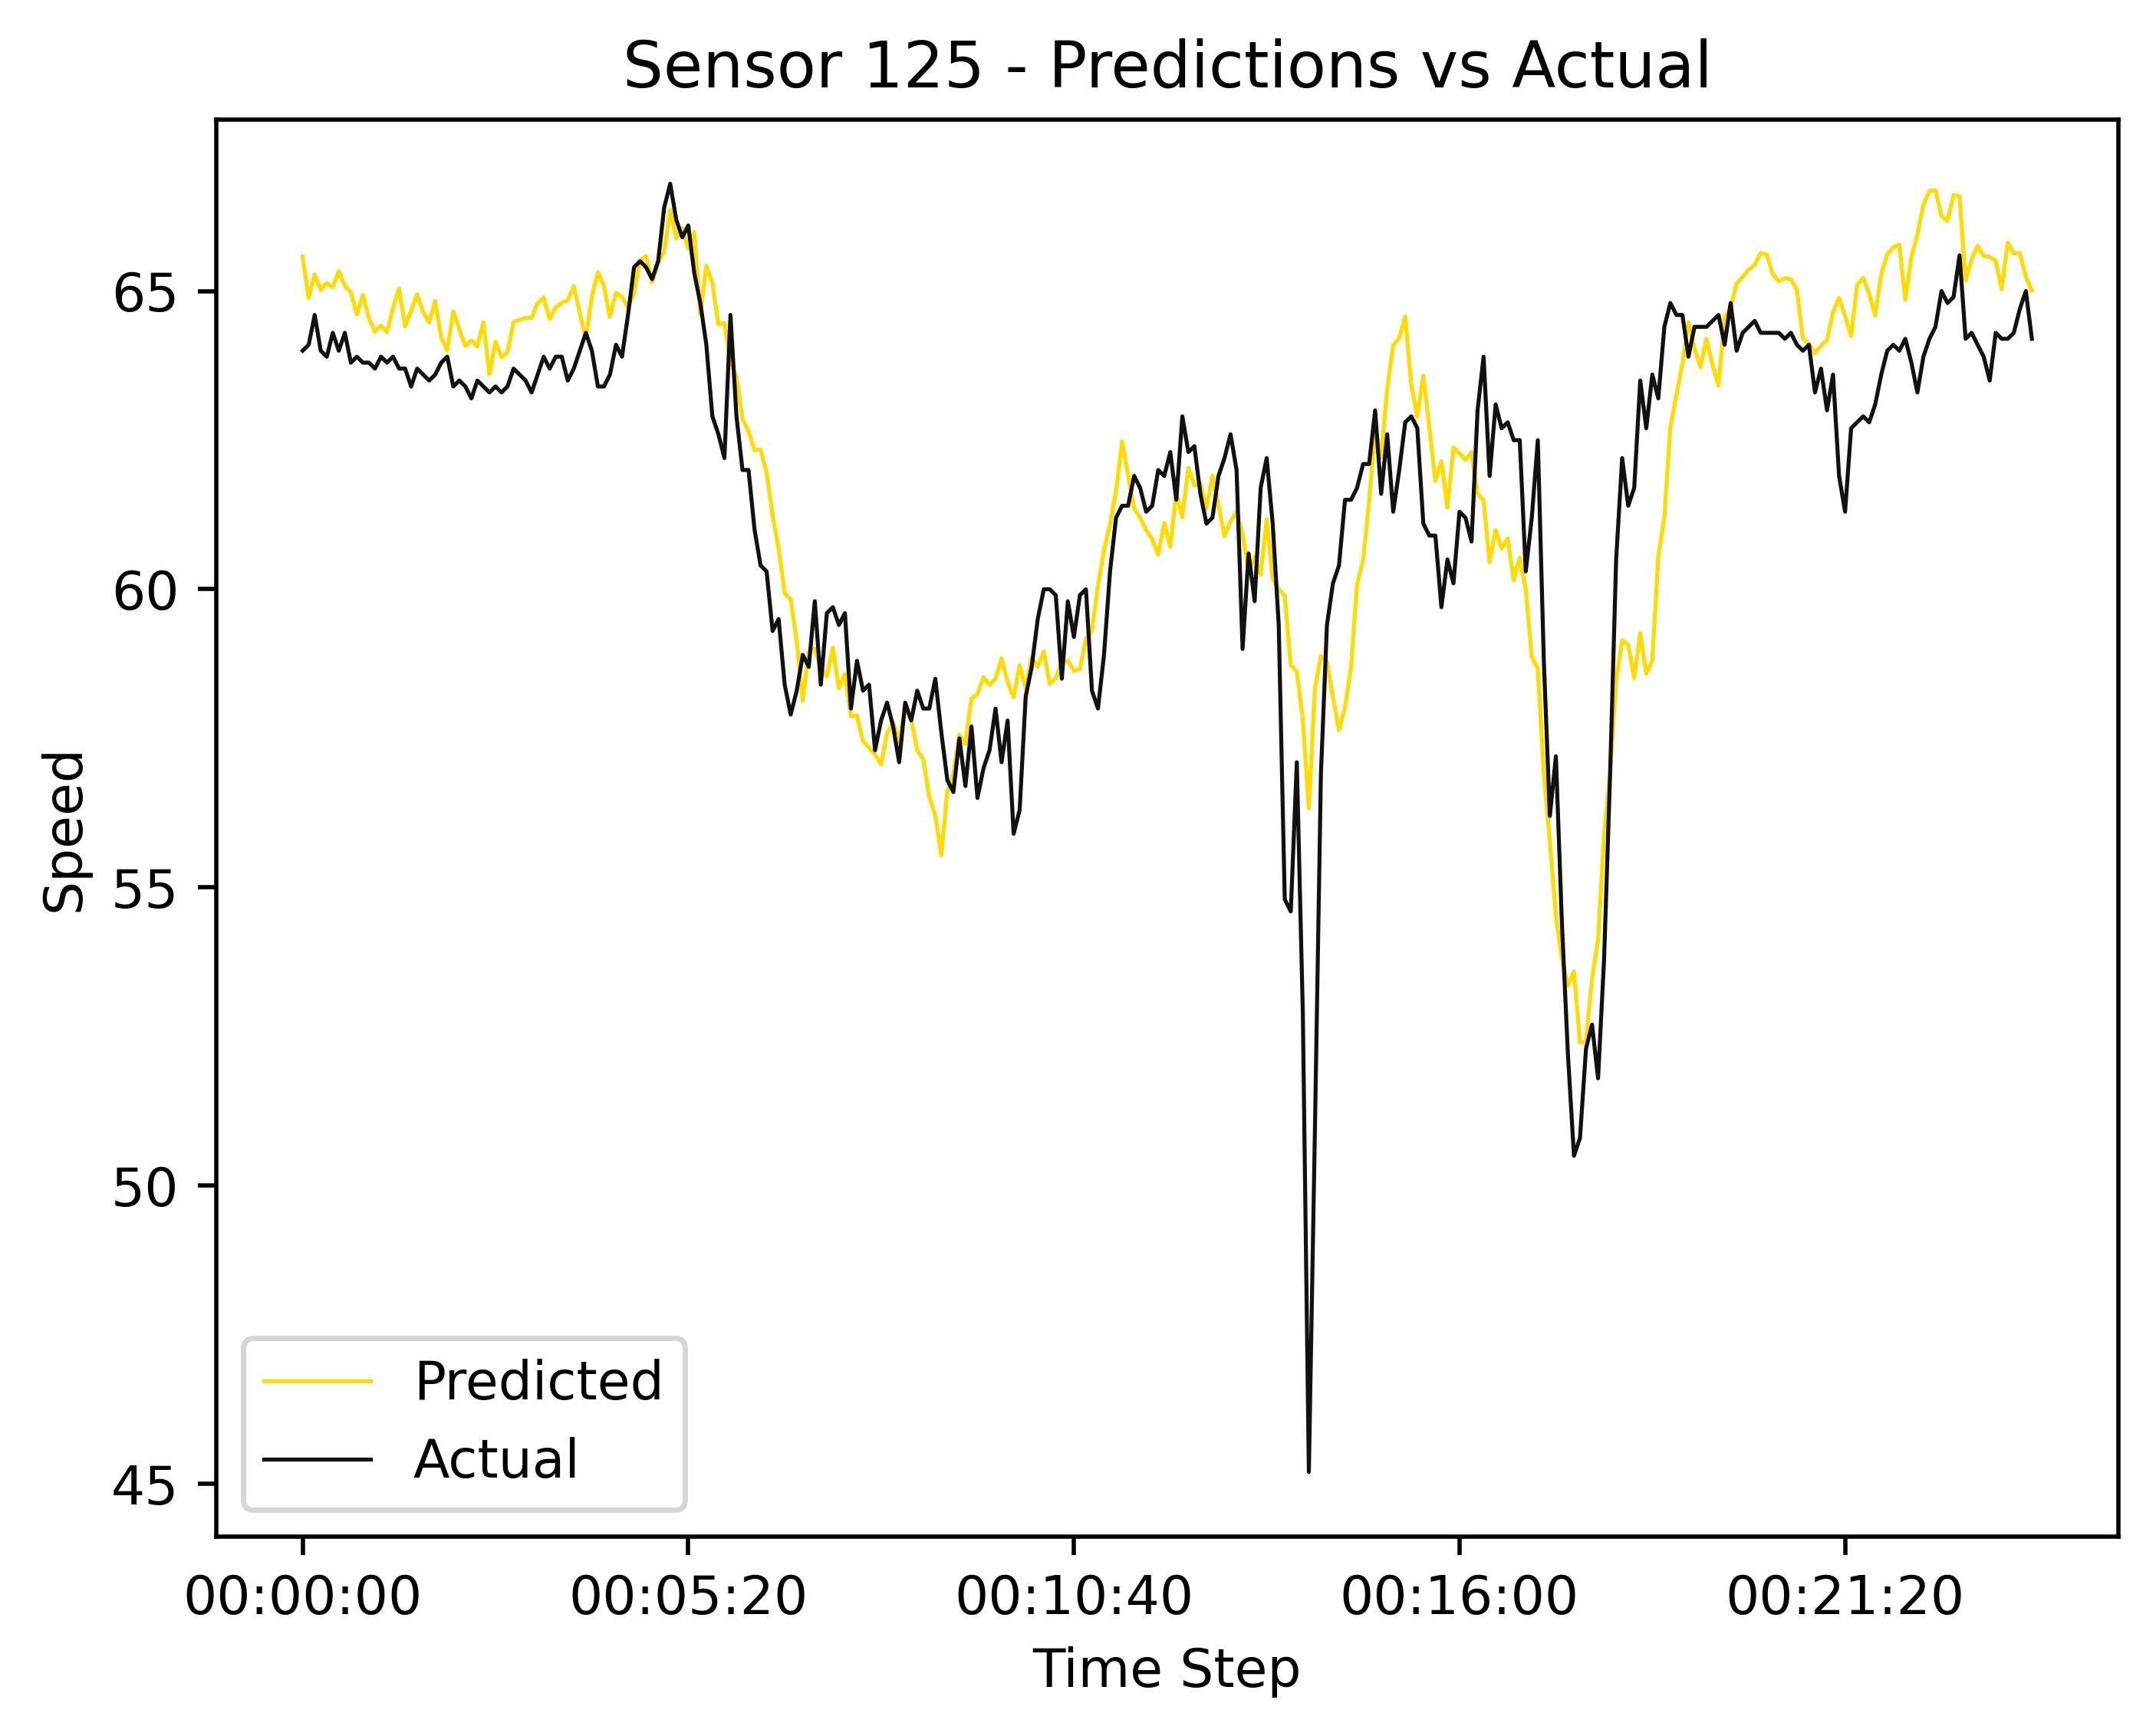 Sensor 125 - Predictions vs Actual
65
60
55
50
45
Speed
Predicted
Actual
00:00:00
00:05:20
00:10:40
00:16:00
00:21:20
Time Step